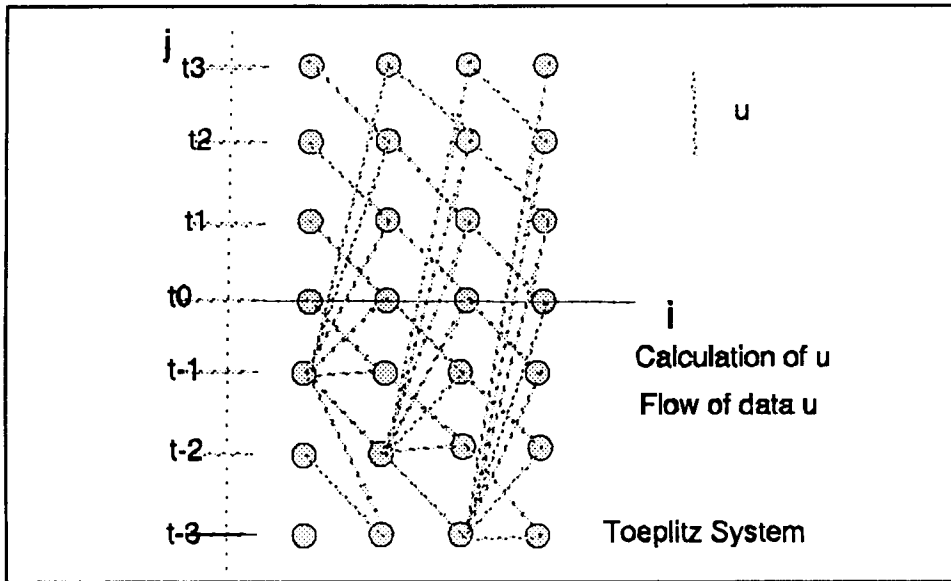 j
t3
t2
u
t1
t0
i
t-1
Calculation of u
Flow of data u
t-2
t-3
Toeplitz System